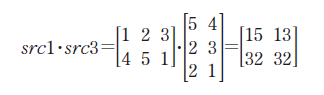 src1·src3=[1 2 3]·[5 4]=[15 13]
[4 5 1] [2 3] [32 32]
[2 1]